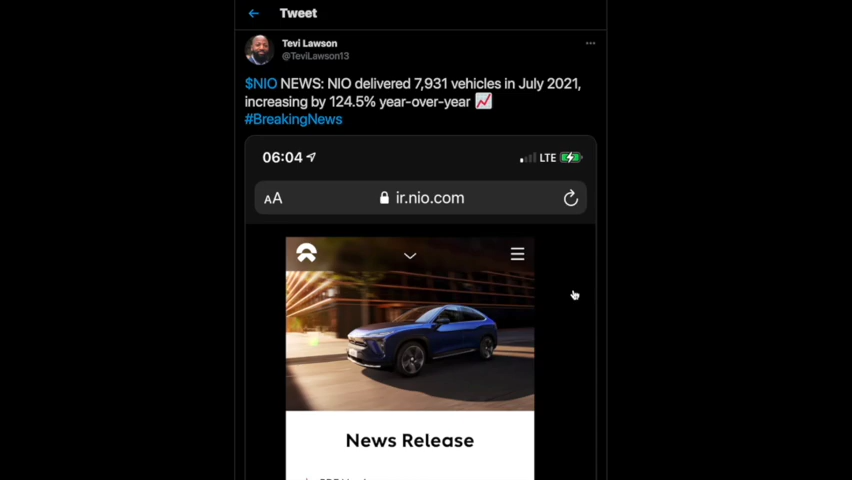 Tweet
Tevi Lawson
@TeviLawson13
$NIO NEWS: NIO delivered 7,931 vehicles in July 2021,
increasing by 124.5% year-over-year 📈
#BreakingNews
06:04
LTE
AA
ir.nio.com
News Release